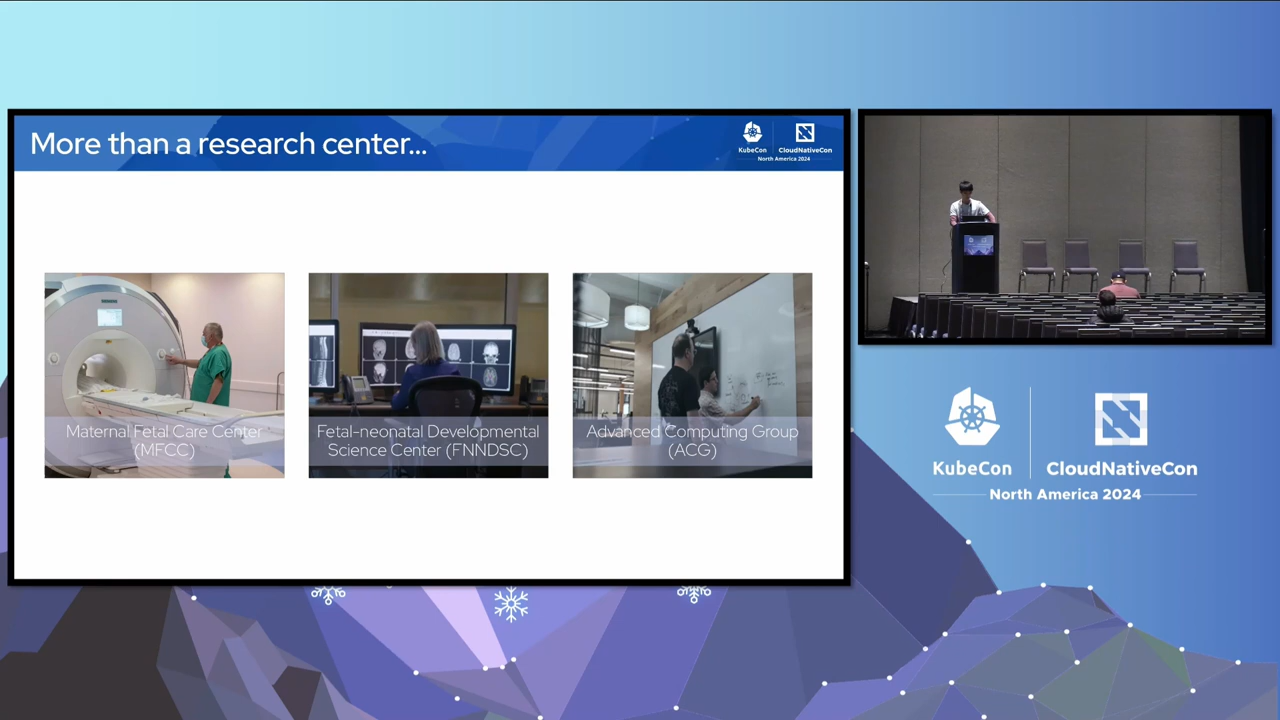 More than a research center...
KubeCon
CloudNativeCon
North America 2024
Maternal Fetal Care Center
(MFCC)
Fetal-neonatal Developmental
Science Center (FNNDSC)
Advanced Computing Group
(ACG)
KubeCon
CloudNativeCon
North America 2024